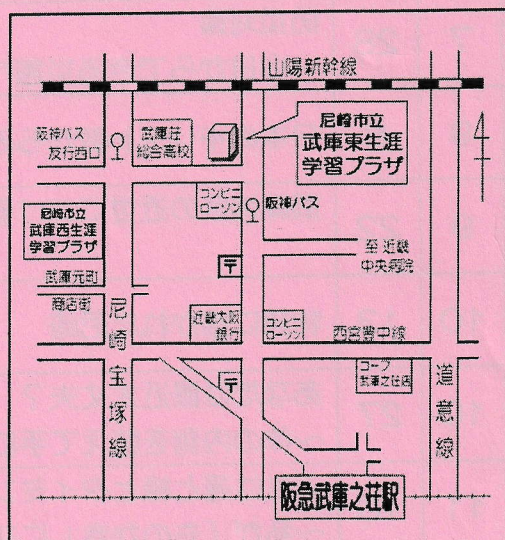 山陽新幹線
阪神バス
友行西口
武庫荘
総合高校
尼崎市立
武庫東生涯
学習プラザ
コンビニ
ローソン
阪神バス
尼崎市立
武庫西生涯
学習プラザ
至 近畿
中央病院
〒
武庫元町
商店街
近畿大阪
銀行
コンビニ
ローソン
西宮豊中線
尼崎宝塚線
〒
コープ
武庫之荘店
道意線
阪急武庫之荘駅